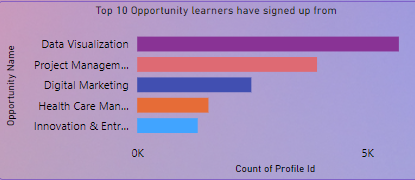 Top 10 Opportunity learners have signed up from
Opportunity Name
Data Visualization
Project Managem...
Digital Marketing
Health Care Man...
Innovation & Entr...
0K
5K
Count of Profile Id